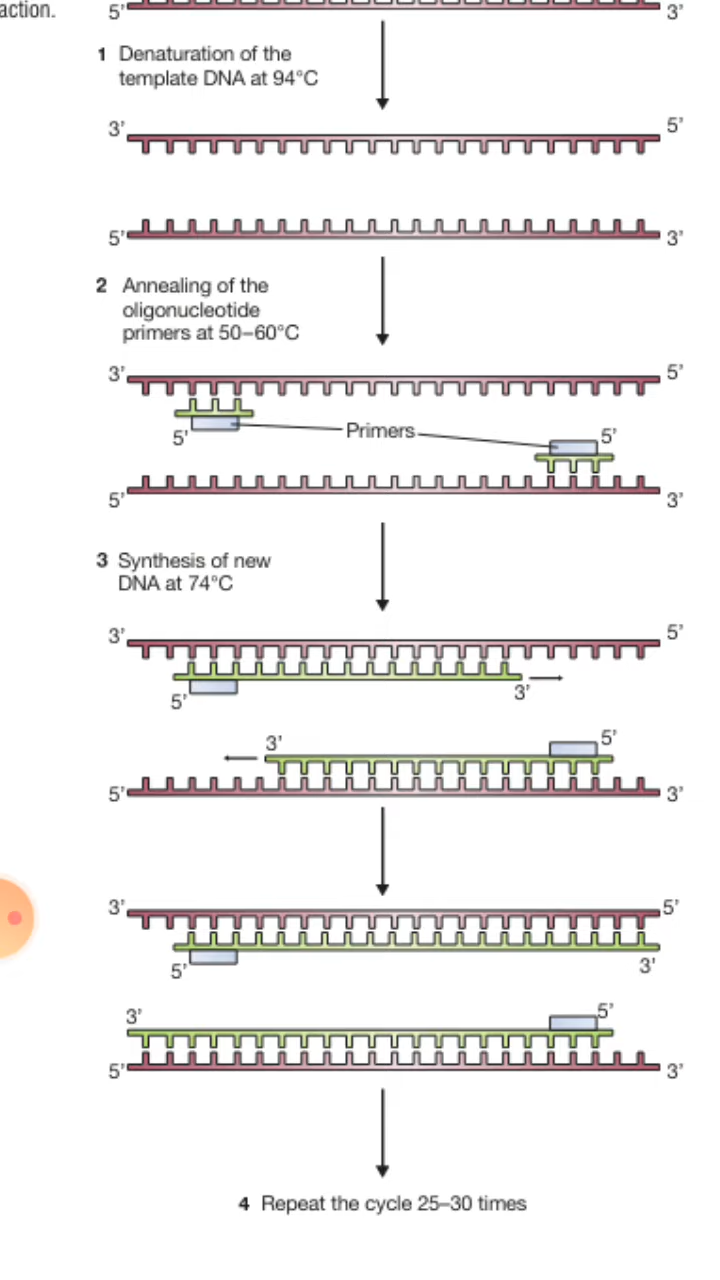 action.
5’ 3’
1 Denaturation of the
template DNA at 94°C
3’ 5’
5’ 3’
2 Annealing of the
oligonucleotide
primers at 50–60°C
3’ 5’
5’ Primers 5’
5’ 3’
3 Synthesis of new
DNA at 74°C
3’ 5’
5’ 3’
3’ 5’
5’ 3’
3’ 5’
5’ 3’
3’ 5’
5’ 3’
4 Repeat the cycle 25–30 times